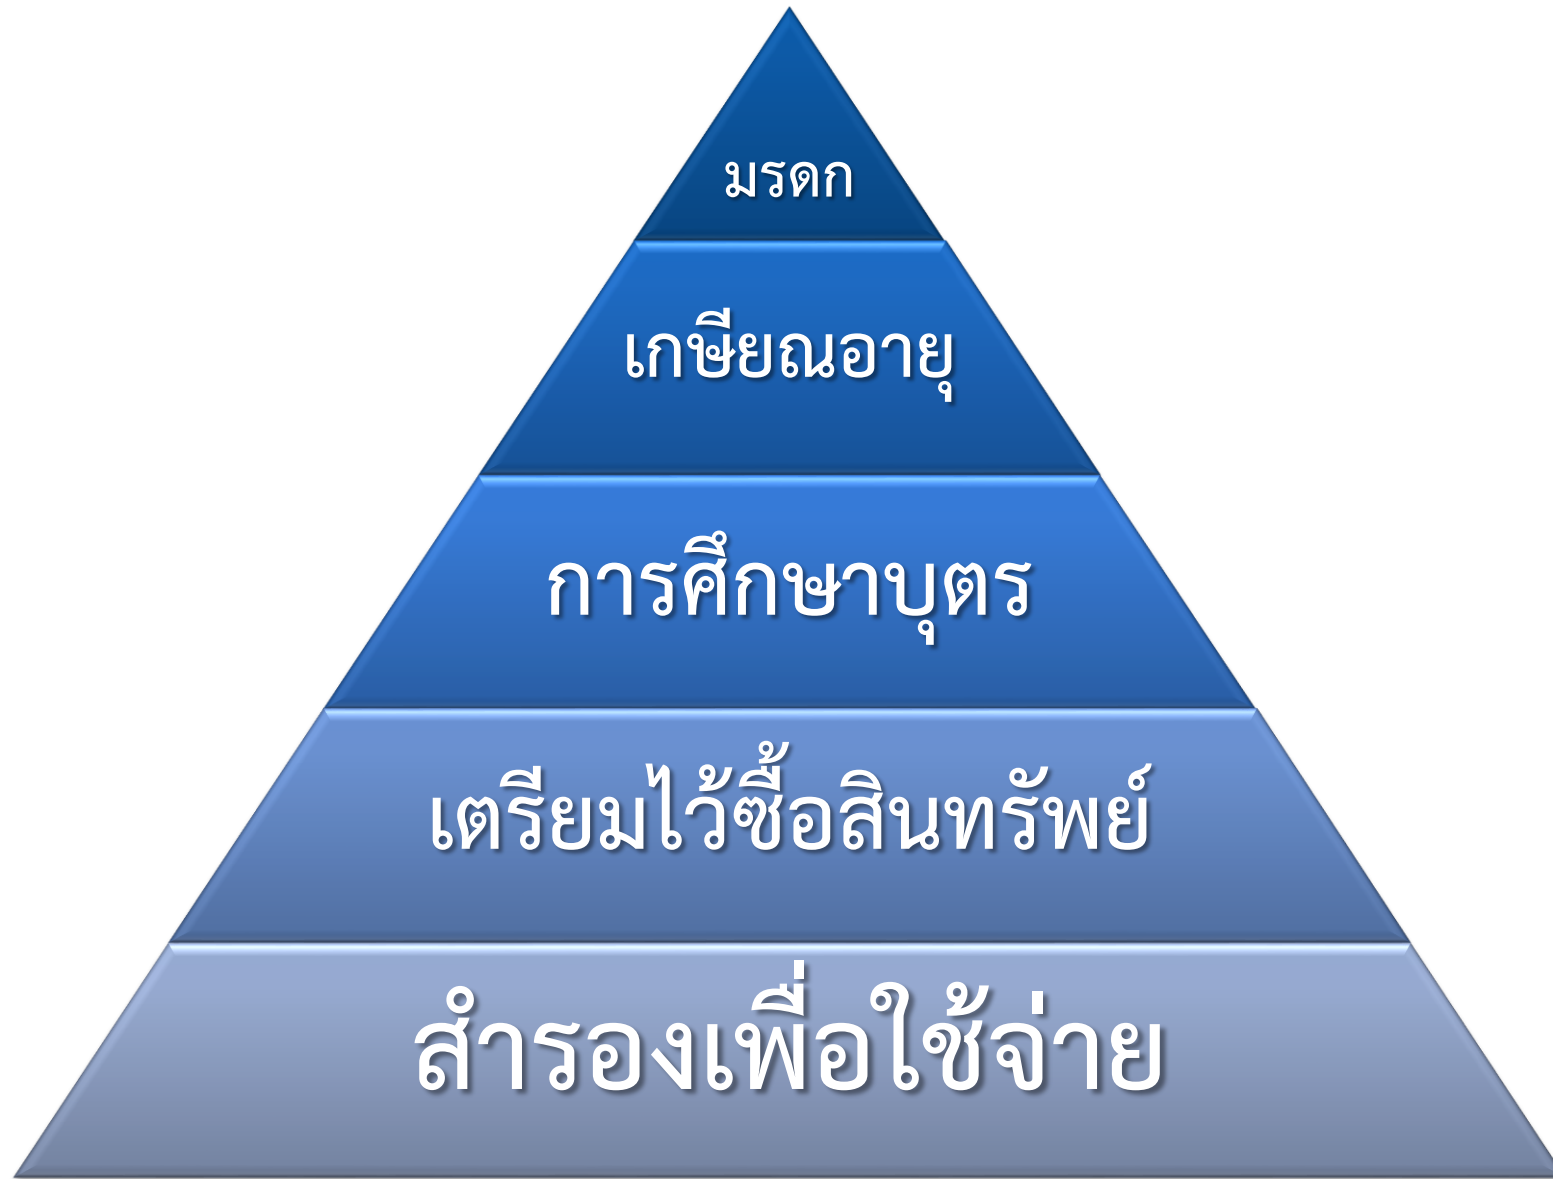 มรดก
เกษียณอายุ
การศึกษาบุตร
เตรียมไว้ซื้อสินทรัพย์
สำรองเพื่อใช้จ่าย